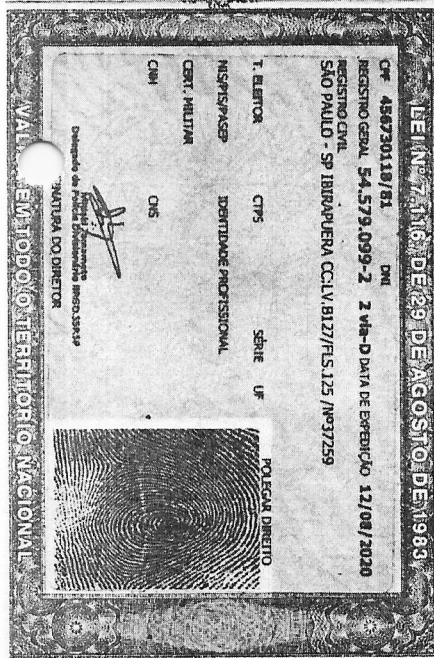 LEI Nº 7.116, DE 29 DE AGOSTO DE 1983
CPF 456730118/81 DNI
REGISTRO GERAL 54.579.099-2 2 via-D DATA DE EXPEDIÇÃO 12/08/2020
REGISTRO CIVIL
SÃO PAULO - SP IBIRAPUERA CC:LV.B127/FLS.125 /Nº37259
T. ELEITOR CTPS SÉRIE UF
NIS/PIS/PASEP IDENTIDADE PROFISSIONAL
CERT. MILITAR
CNH CNS
POLEGAR DIREITO
Delegado de Polícia
DO DIRETOR
EM TODO O TERRITÓRIO NACIONAL